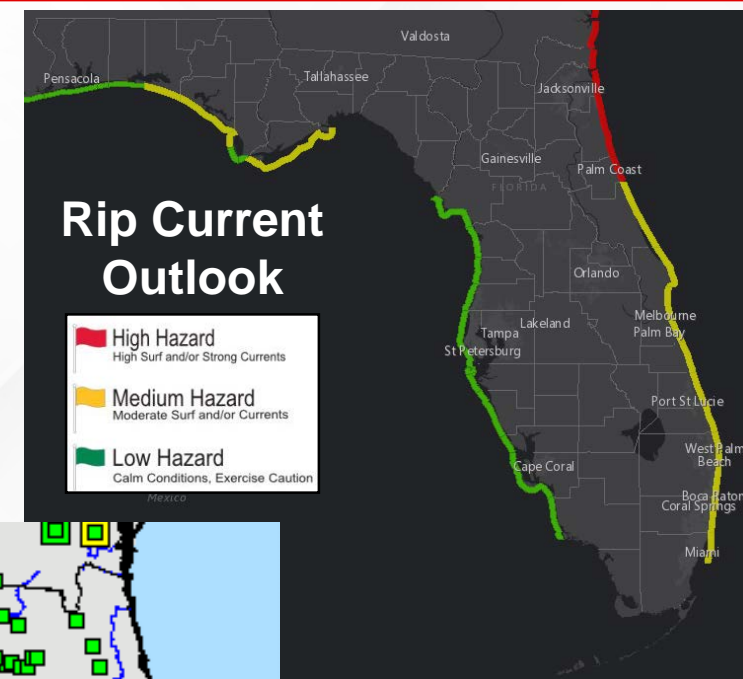 Valdosta
Pensacola
Tallahassee
Jacksonville
Gainesville
Palm Coast
FLORIDA
Rip Current
Outlook
Orlando
High Hazard
High Surf and/or Strong Currents
Melbourne
Palm Bay
Lakeland
Tampa
St Petersburg
Medium Hazard
Moderate Surf and/or Currents
Port St Lucie
Low Hazard
Calm Conditions, Exercise Caution
West Palm
Beach
Cape Coral
Mexico
Boca Raton
Coral Springs
Miami